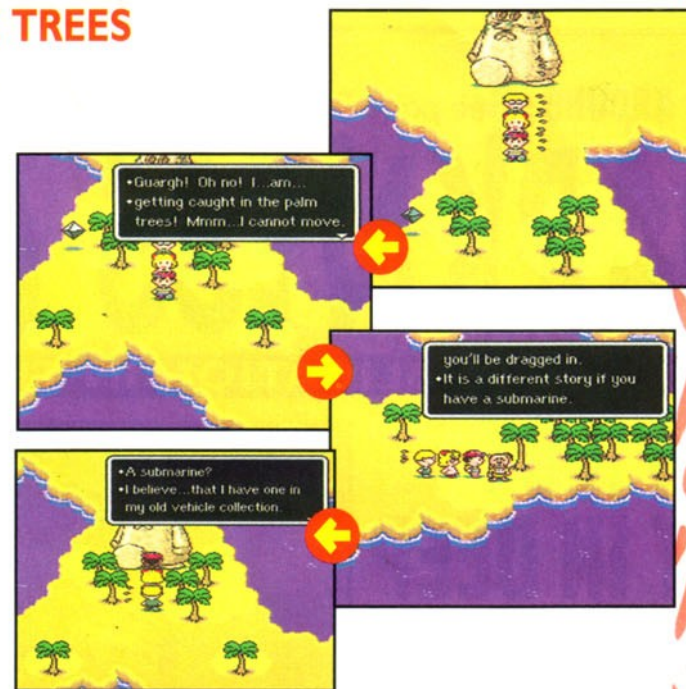 TREES
•Guargh! Oh no! I...am...
•getting caught in the palm
trees! Mmm...I cannot move.
you'll be dragged in.
•It is a different story if you
have a submarine.
•A submarine?
•I believe...that I have one in
my old vehicle collection.